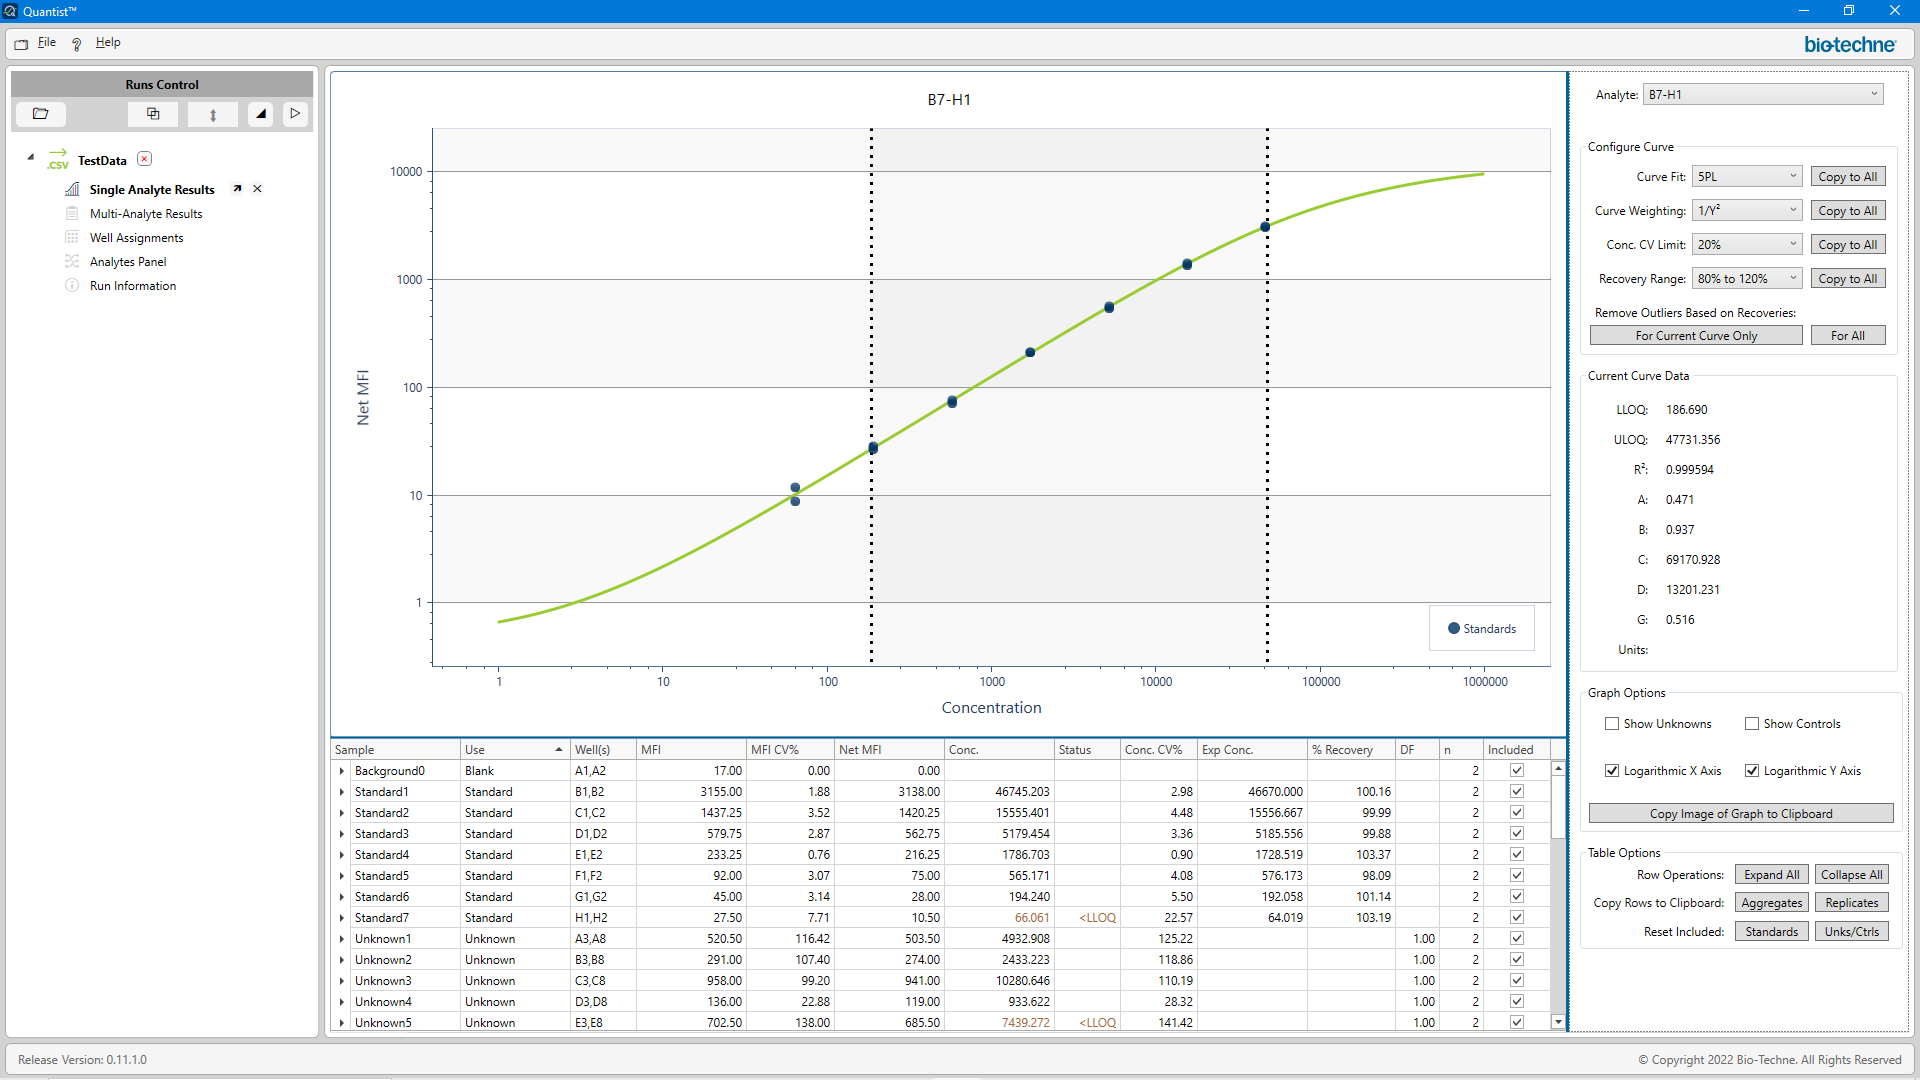 Quantist™
File
Help
bio-techne®
Runs Control
.CSV TestData
Single Analyte Results
Multi-Analyte Results
Well Assignments
Analytes Panel
Run Information
B7-H1
10000
1000
100
10
1
Net MFI
1 10 100 1000 10000 100000 1000000
Concentration
Standards
Sample Use Well(s) MFI MFI CV% Net MFI Conc. Status Conc. CV% Exp Conc. % Recovery DF n Included
Background0 Blank A1,A2 17.00 0.00 0.00 2
Standard1 Standard B1,B2 3155.00 1.88 3138.00 46745.203 2.98 46670.000 100.16 2
Standard2 Standard C1,C2 1437.25 3.52 1420.25 15555.401 4.48 15556.667 99.99 2
Standard3 Standard D1,D2 579.75 2.87 562.75 5179.454 3.36 5185.556 99.88 2
Standard4 Standard E1,E2 233.25 0.76 216.25 1786.703 0.90 1728.519 103.37 2
Standard5 Standard F1,F2 92.00 3.07 75.00 565.171 4.08 576.173 98.09 2
Standard6 Standard G1,G2 45.00 3.14 28.00 194.240 5.50 192.058 101.14 2
Standard7 Standard H1,H2 27.50 7.71 10.50 66.061 <LLOQ 22.57 64.019 103.19 2
Unknown1 Unknown A3,A8 520.50 116.42 503.50 4932.908 125.22 1.00 2
Unknown2 Unknown B3,B8 291.00 107.40 274.00 2433.223 118.86 1.00 2
Unknown3 Unknown C3,C8 958.00 99.20 941.00 10280.646 110.19 1.00 2
Unknown4 Unknown D3,D8 136.00 22.88 119.00 933.622 28.32 1.00 2
Unknown5 Unknown E3,E8 702.50 138.00 685.50 7439.272 <LLOQ 141.42 1.00 2
Analyte: B7-H1
Configure Curve
Curve Fit: 5PL Copy to All
Curve Weighting: 1/Y² Copy to All
Conc. CV Limit: 20% Copy to All
Recovery Range: 80% to 120% Copy to All
Remove Outliers Based on Recoveries:
For Current Curve Only For All
Current Curve Data
LLOQ: 186.690
ULOQ: 47731.356
R²: 0.999594
A: 0.471
B: 0.937
C: 69170.928
D: 13201.231
G: 0.516
Units:
Graph Options
Show Unknowns Show Controls
Logarithmic X Axis Logarithmic Y Axis
Copy Image of Graph to Clipboard
Table Options
Row Operations: Expand All Collapse All
Copy Rows to Clipboard: Aggregates Replicates
Reset Included: Standards Unks/Ctrls
Release Version: 0.11.1.0
© Copyright 2022 Bio-Techne. All Rights Reserved